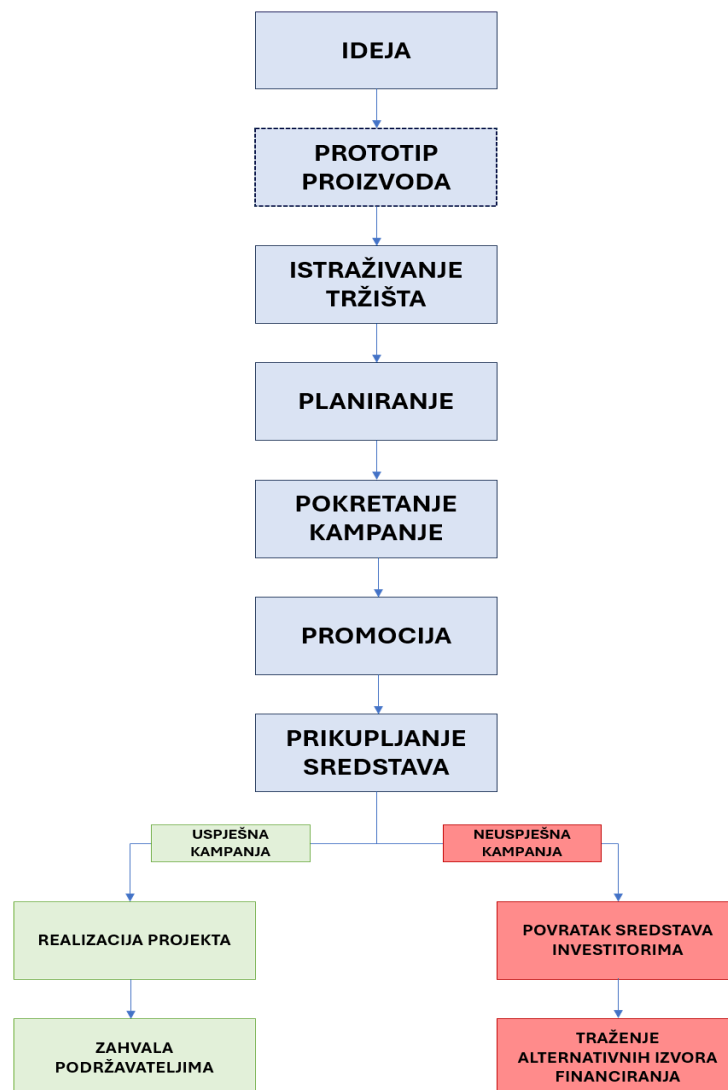 IDEJA
PROTOTIP
PROIZVODA
ISTRAŽIVANJE
TRŽIŠTA
PLANIRANJE
POKRETANJE
KAMPANJE
PROMOCIJA
PRIKUPLJANJE
SREDSTAVA
USPJEŠNA
KAMPANJA
NEUSPJEŠNA
KAMPANJA
REALIZACIJA PROJEKTA
POVRATAK SREDSTAVA
INVESTITORIMA
ZAHVALA
PODRŽAVATELJIMA
TRAŽENJE
ALTERNATIVNIH IZVORA
FINANCIRANJA